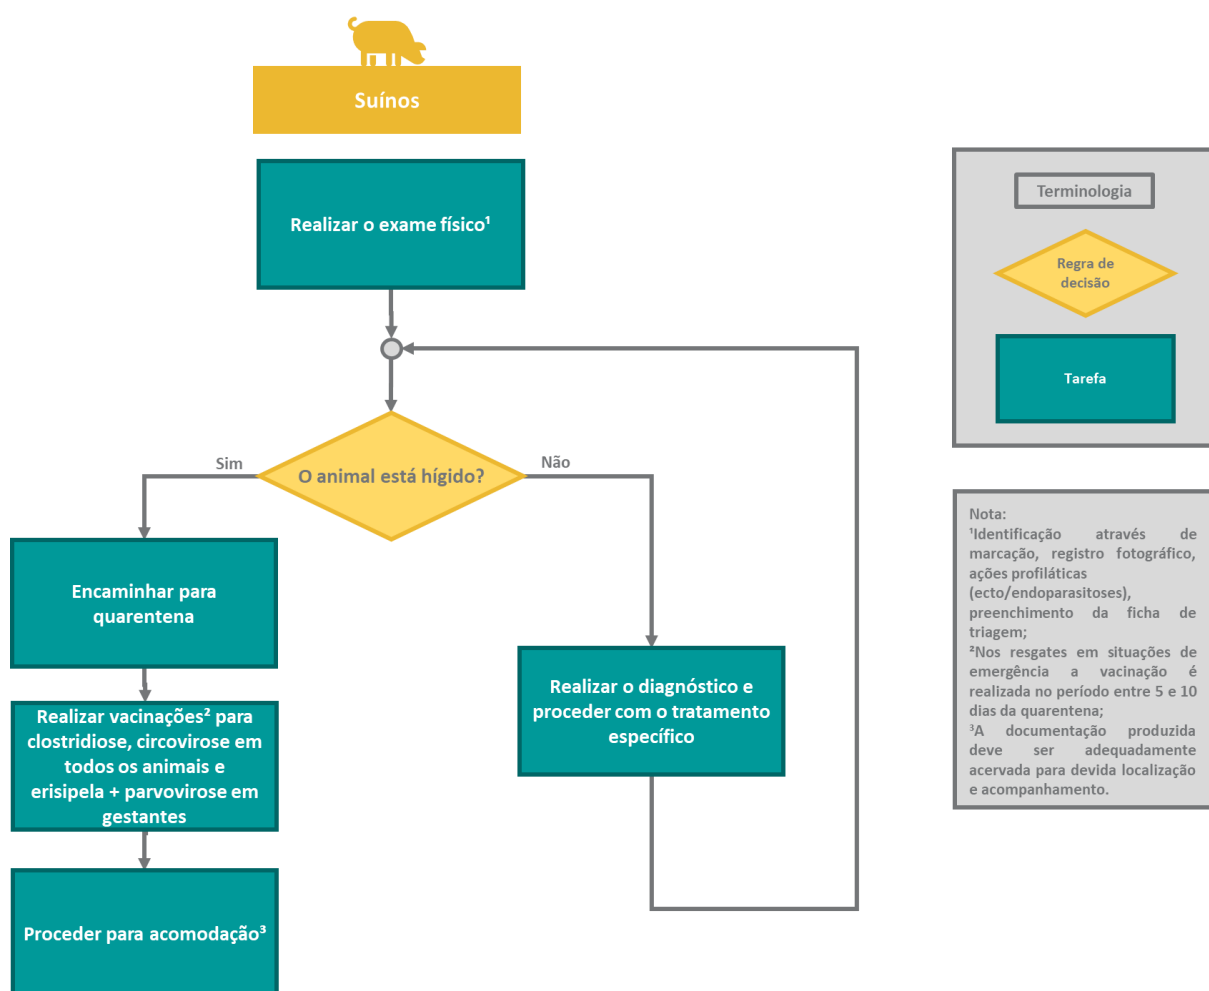 Suínos
Realizar o exame físico¹
O animal está hígido?
Sim
Não
Encaminhar para
quarentena
Realizar vacinações² para
clostridiose, circovirose em
todos os animais e
erisipela + parvovirose em
gestantes
Proceder para acomodação³
Realizar o diagnóstico e
proceder com o tratamento
específico
Terminologia
Regra de
decisão
Tarefa
Nota:
¹Identificação através de
marcação, registro fotográfico,
ações profiláticas
(ecto/endoparasitoses),
preenchimento da ficha de
triagem;
²Nos resgates em situações de
emergência a vacinação é
realizada no período entre 5 e 10
dias da quarentena;
³A documentação produzida
deve ser adequadamente
acervada para devida localização
e acompanhamento.